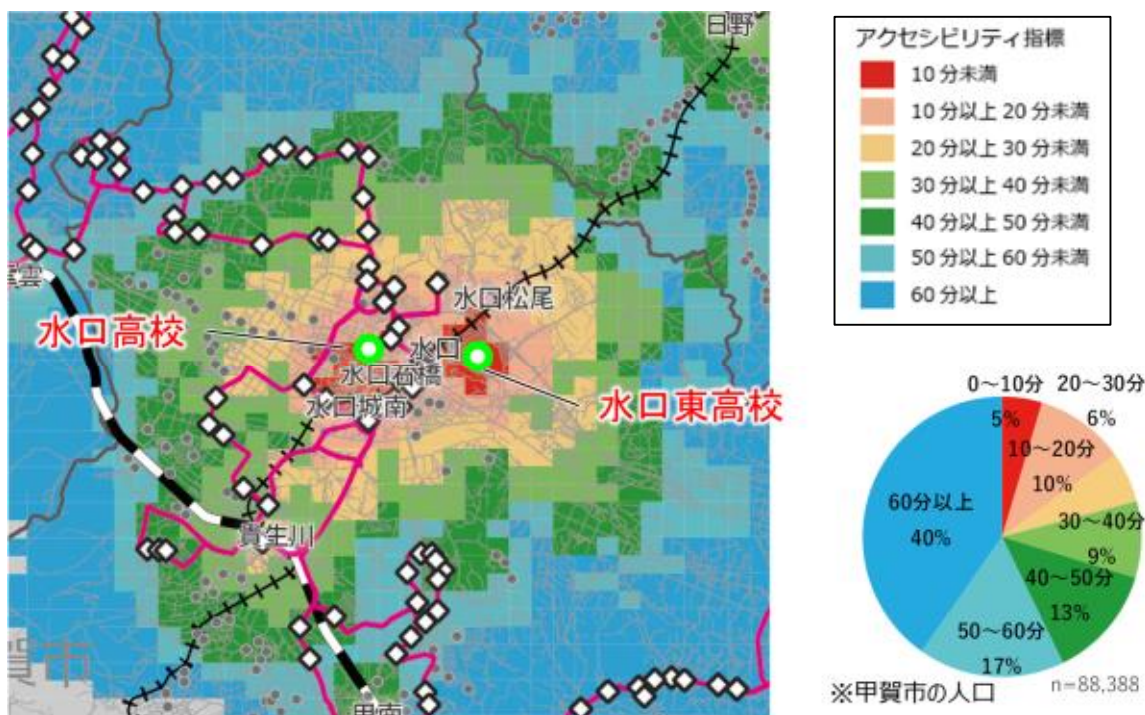 日野
水口松尾
水口高校
水口
水口石橋
水口城南
水口東高校
貴生川
甲南
アクセシビリティ指標
10分未満
10分以上20分未満
20分以上30分未満
30分以上40分未満
40分以上50分未満
50分以上60分未満
60分以上
0～10分
5%
20～30分
6%
10～20分
10%
30～40分
9%
40～50分
13%
50～60分
17%
60分以上
40%
※甲賀市の人口
n=88,388